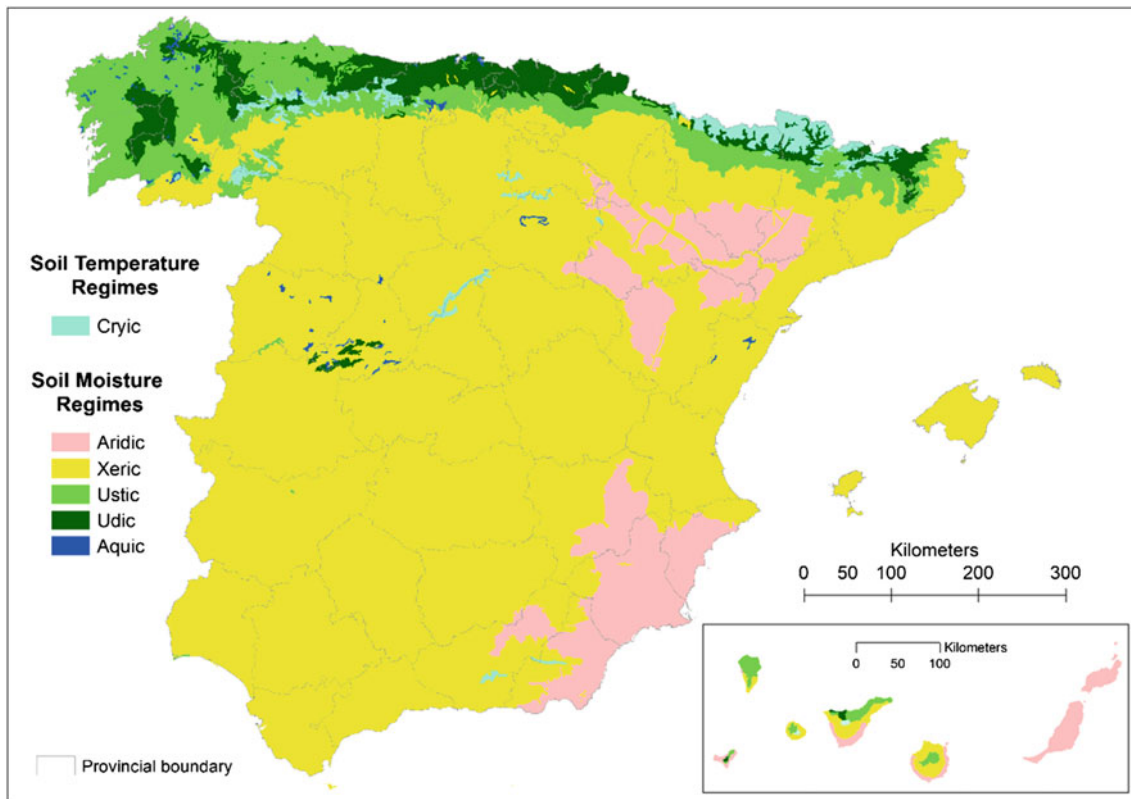 Soil Temperature
Regimes
Cryic
Soil Moisture
Regimes
Aridic
Xeric
Ustic
Udic
Aquic
Kilometers
0 50 100 200 300
Kilometers
0 50 100
Provincial boundary